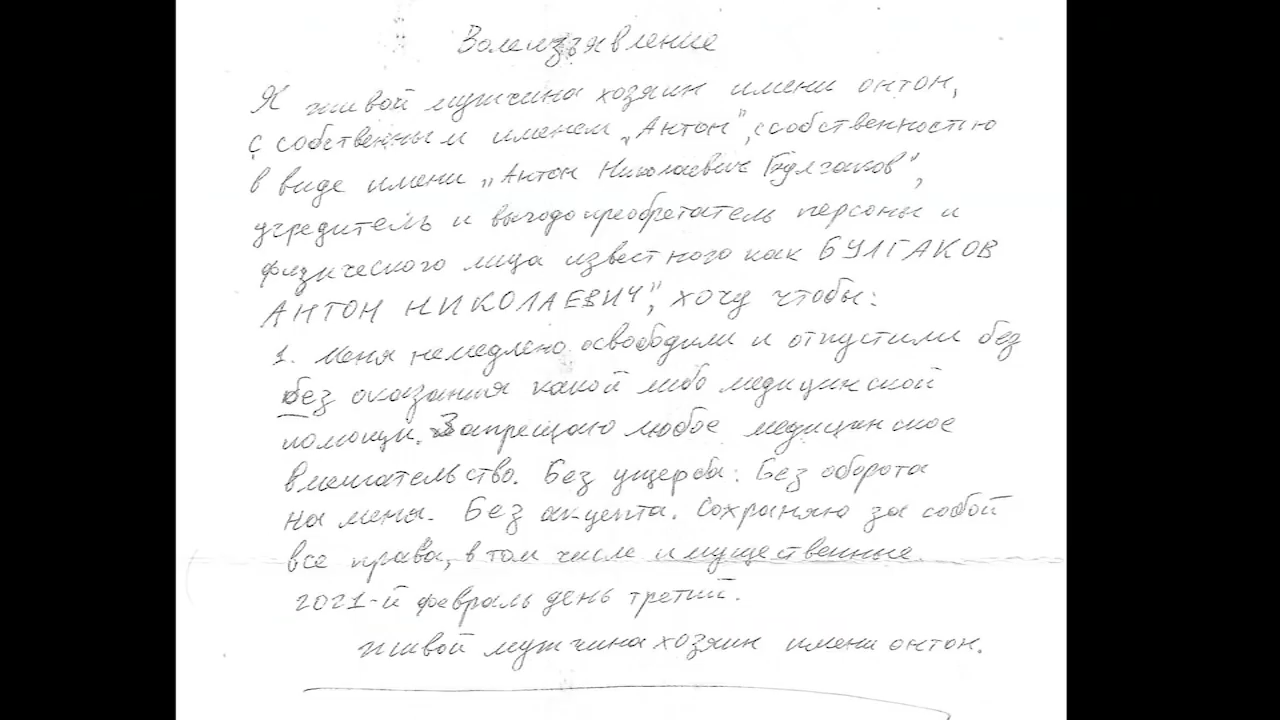 Волеизъявление
Я живой мужчина хозяин имени антон,
с собственным именем „Антон", с собственностью
в виде имени „Антон Николаевич Булгаков",
учредитель и выгодоприобретатель персоны и
физического лица известного как БУЛГАКОВ
АНТОН НИКОЛАЕВИЧ", хочу чтобы:
1. Меня немедлено освободили и отпустили без
без оказания какой либо медицинской
помощи. Запрещаю любое медицинское
вмешательство. Без ущерба. Без оборота
на меня. Без акцепта. Сохраняю за собой
все права, в том числе имущественные.
2021-й февраль день третий.
живой мужчина хозяин имени антон.